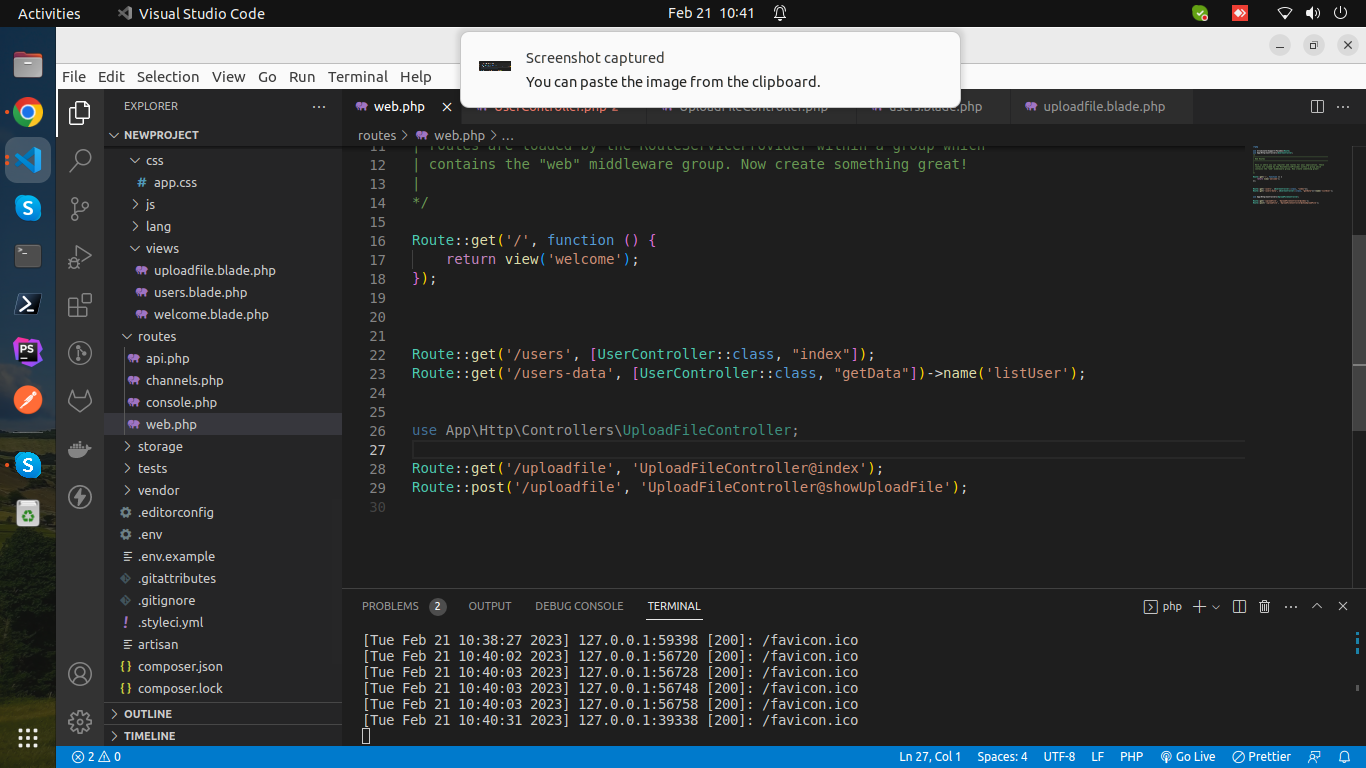 Activities
Visual Studio Code
Feb 21 10:41
Screenshot captured
You can paste the image from the clipboard.
File Edit Selection View Go Run Terminal Help
EXPLORER
web.php
UserController.php 2
UploadFileController.php
users.blade.php
uploadfile.blade.php
NEWPROJECT
css
# app.css
js
lang
views
uploadfile.blade.php
users.blade.php
welcome.blade.php
routes
api.php
channels.php
console.php
web.php
storage
tests
vendor
.editorconfig
.env
.env.example
.gitattributes
.gitignore
! .styleci.yml
artisan
{} composer.json
{} composer.lock
OUTLINE
TIMELINE
routes > web.php > ...
11 | routes are loaded by the RouteServiceProvider within a group which
12 | contains the "web" middleware group. Now create something great!
13 |
14 */
15
16 Route::get('/', function () {
17 return view('welcome');
18 });
19
20
21
22 Route::get('/users', [UserController::class, "index"]);
23 Route::get('/users-data', [UserController::class, "getData"])->name('listUser');
24
25
26 use App\Http\Controllers\UploadFileController;
27
28 Route::get('/uploadfile', 'UploadFileController@index');
29 Route::post('/uploadfile', 'UploadFileController@showUploadFile');
30
PROBLEMS 2 OUTPUT DEBUG CONSOLE TERMINAL
php
[Tue Feb 21 10:38:27 2023] 127.0.0.1:59398 [200]: /favicon.ico
[Tue Feb 21 10:40:02 2023] 127.0.0.1:56720 [200]: /favicon.ico
[Tue Feb 21 10:40:03 2023] 127.0.0.1:56728 [200]: /favicon.ico
[Tue Feb 21 10:40:03 2023] 127.0.0.1:56748 [200]: /favicon.ico
[Tue Feb 21 10:40:03 2023] 127.0.0.1:56758 [200]: /favicon.ico
[Tue Feb 21 10:40:31 2023] 127.0.0.1:39338 [200]: /favicon.ico
2 0
Ln 27, Col 1 Spaces: 4 UTF-8 LF PHP Go Live Prettier